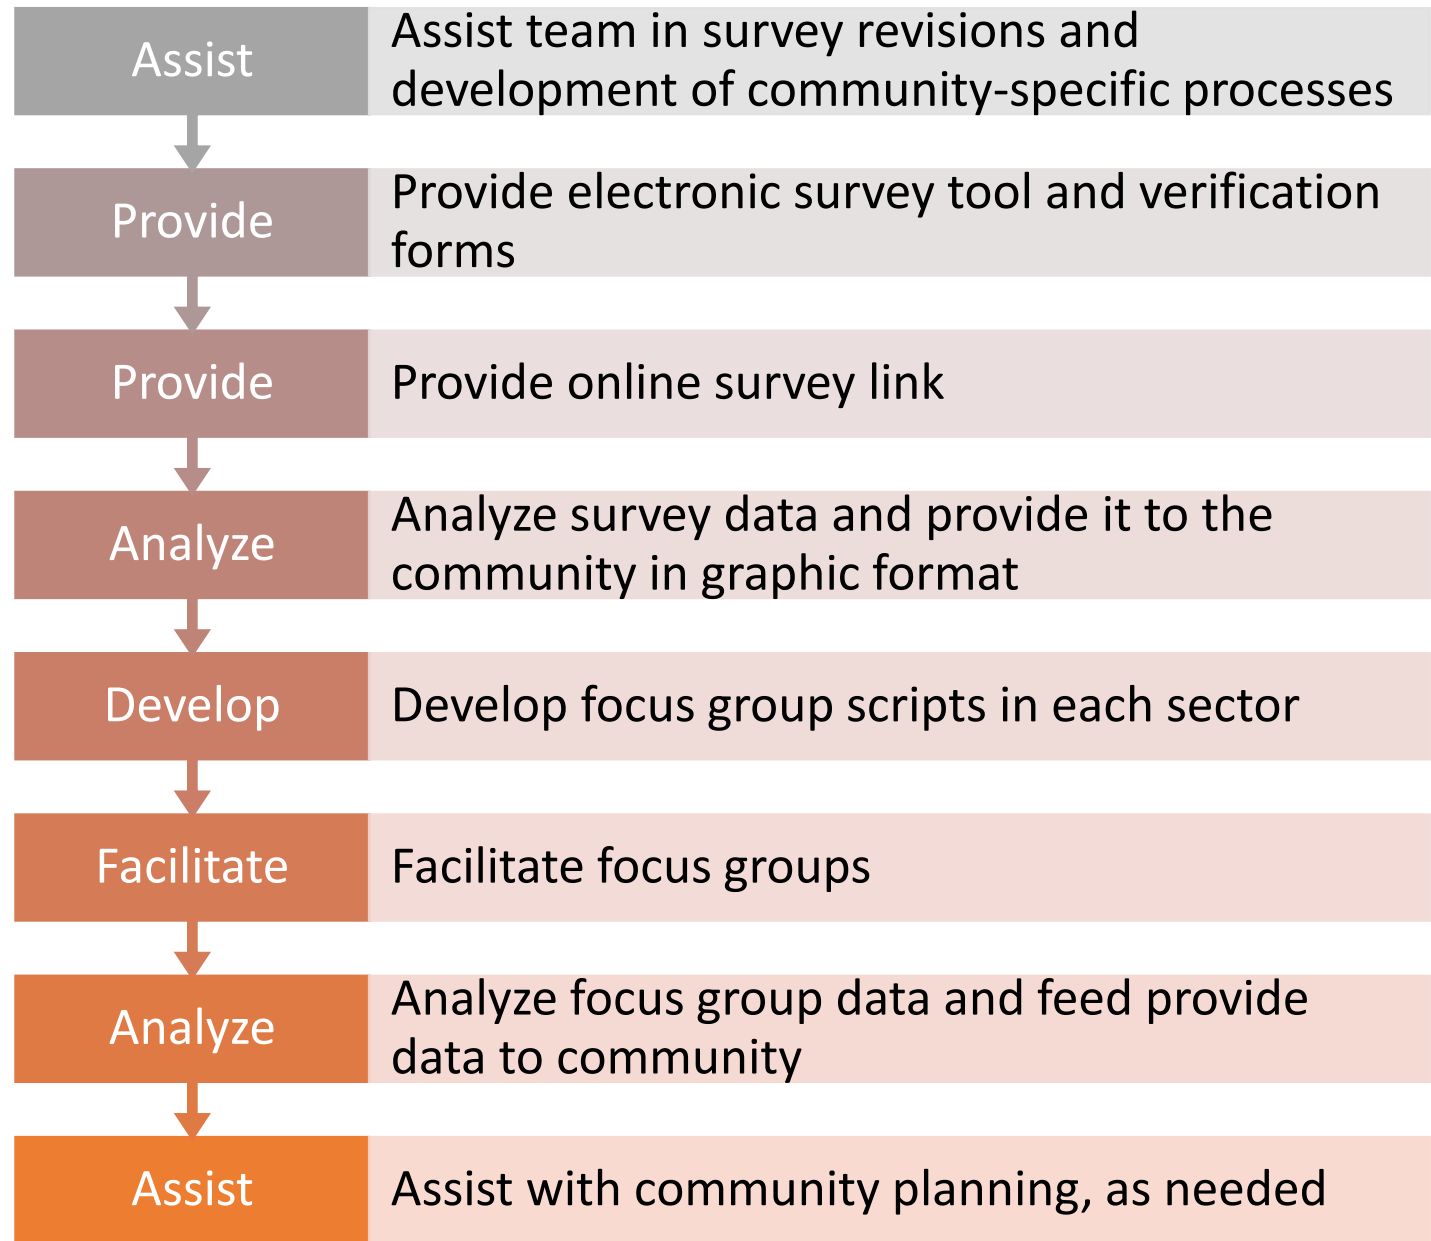 Assist
Assist team in survey revisions and
development of community-specific processes
Provide
Provide electronic survey tool and verification
forms
Provide
Provide online survey link
Analyze
Analyze survey data and provide it to the
community in graphic format
Develop
Develop focus group scripts in each sector
Facilitate
Facilitate focus groups
Analyze
Analyze focus group data and feed provide
data to community
Assist
Assist with community planning, as needed